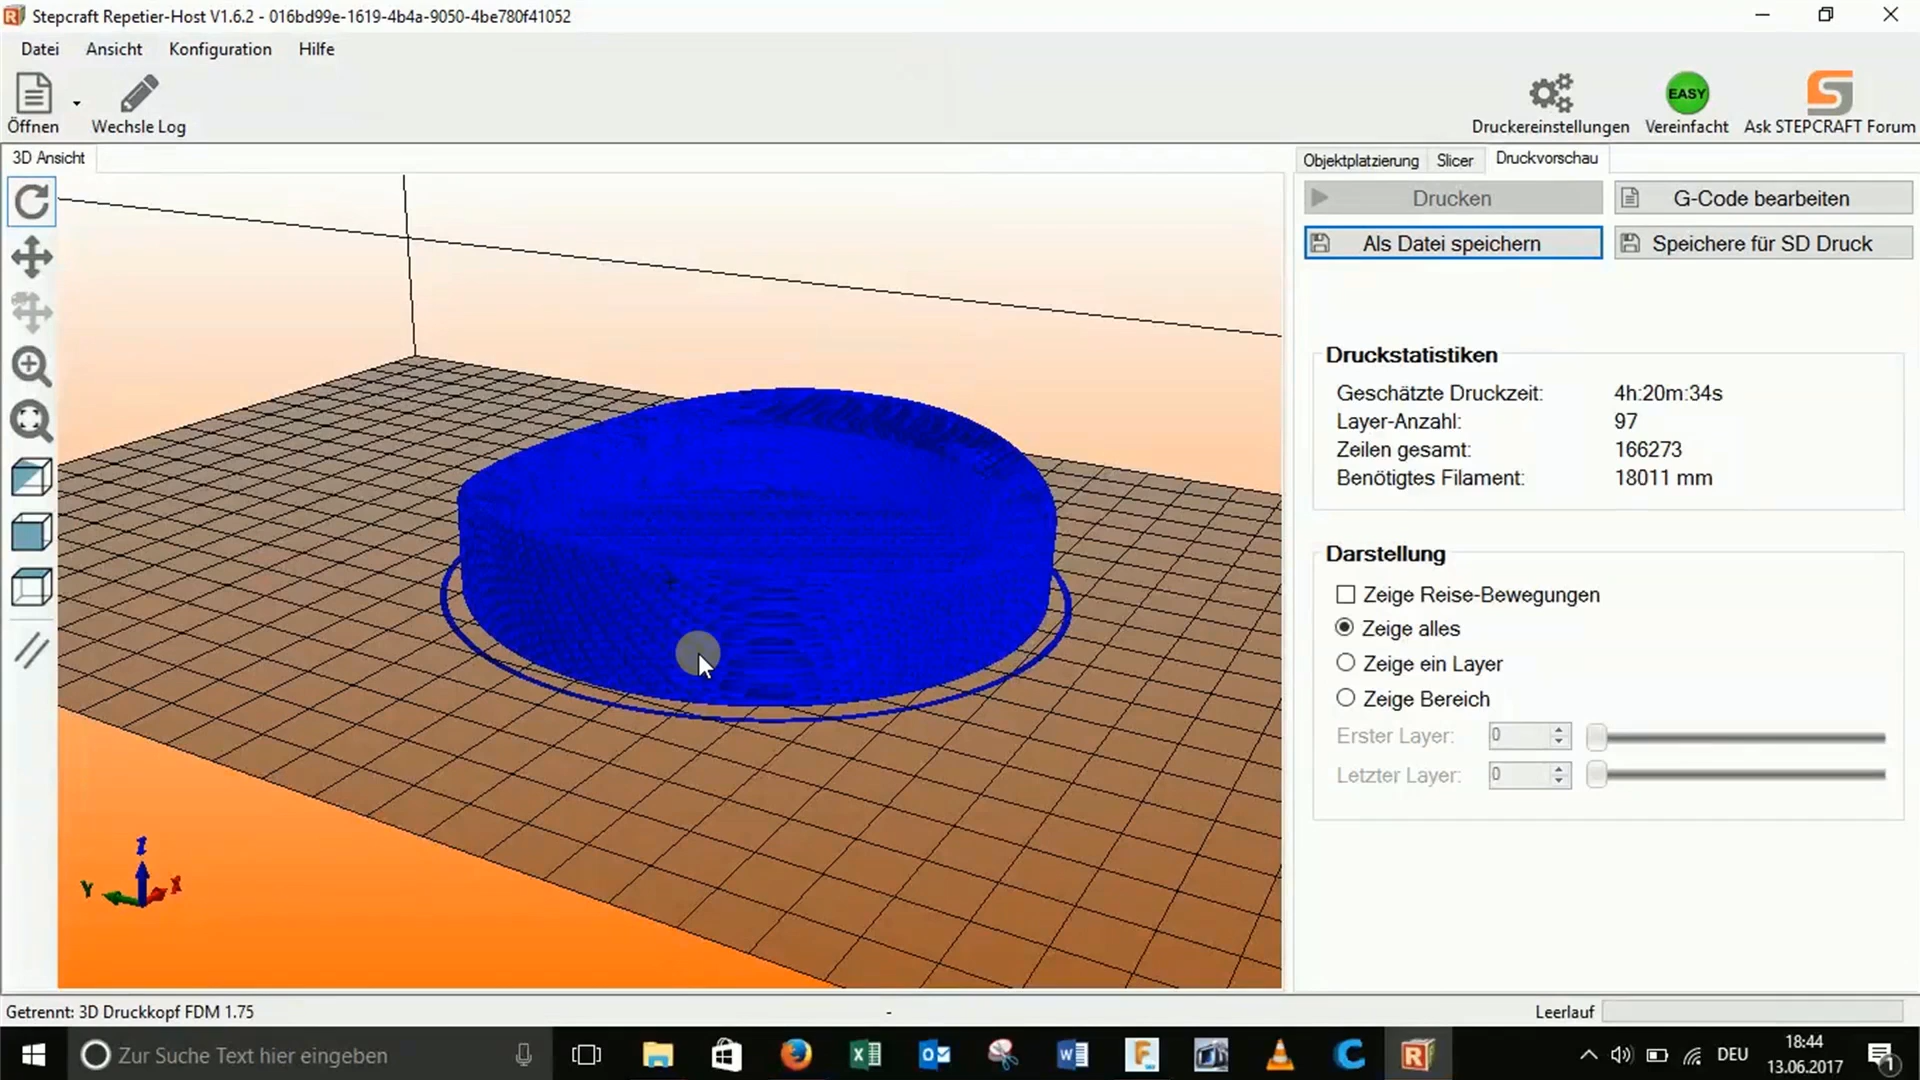 Stepcraft Repetier-Host V1.6.2 - 016bd99e-1619-4b4a-9050-4be780f41052
Datei Ansicht Konfiguration Hilfe
Öffnen Wechsle Log
Druckereinstellungen
EASY
Vereinfacht
Ask STEPCRAFT Forum
3D Ansicht
Objektplatzierung Slicer Druckvorschau
Drucken G-Code bearbeiten
Als Datei speichern Speichere für SD Druck
Druckstatistiken
Geschätzte Druckzeit: 4h:20m:34s
Layer-Anzahl: 97
Zeilen gesamt: 166273
Benötigtes Filament: 18011 mm
Darstellung
Zeige Reise-Bewegungen
Zeige alles
Zeige ein Layer
Zeige Bereich
Erster Layer: 0
Letzter Layer: 0
Z
Y X
Getrennt: 3D Druckkopf FDM 1.75 - Leerlauf
Zur Suche Text hier eingeben
DEU
18:44
13.06.2017
1